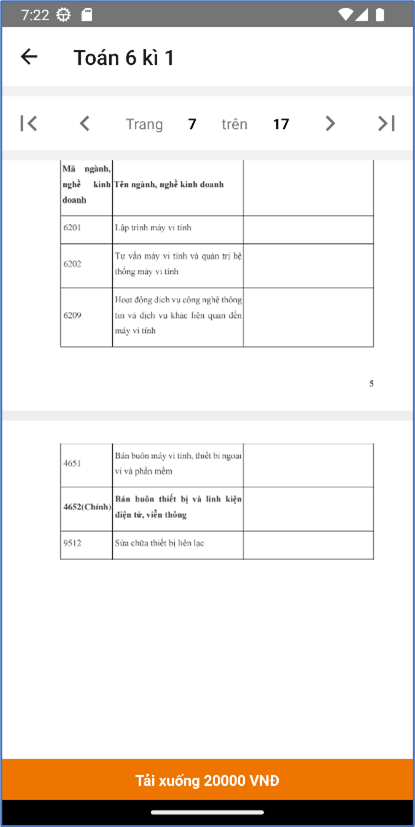 7:22
Toán 6 kì 1
Trang 7 trên 17
Mã ngành,
nghề kinh
doanh
Tên ngành, nghề kinh doanh
6201
Lập trình máy vi tính
6202
Tư vấn máy vi tính và quản trị hệ
thống máy vi tính
6209
Hoạt động dịch vụ công nghệ thông
tin và dịch vụ khác liên quan đến
máy vi tính
5
4651
Bán buôn máy vi tính, thiết bị ngoại
vi và phần mềm
4652(Chính)
Bán buôn thiết bị và linh kiện
điện tử, viễn thông
9512
Sửa chữa thiết bị liên lạc
Tải xuống 20000 VNĐ